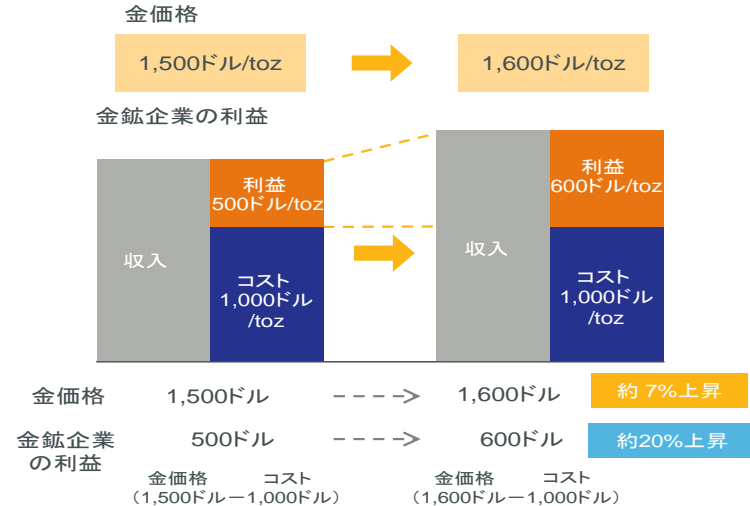 金価格
1,500ドル/toz
1,600ドル/toz
金鉱企業の利益
利益
500ドル/toz
利益
600ドル/toz
収入
収入
コスト
1,000ドル
/toz
コスト
1,000ドル
/toz
金価格
1,500ドル
1,600ドル
約 7%上昇
金鉱企業
の利益
500ドル
600ドル
約20%上昇
金価格 コスト
（1,500ドルー1,000ドル）
金価格 コスト
（1,600ドルー1,000ドル）